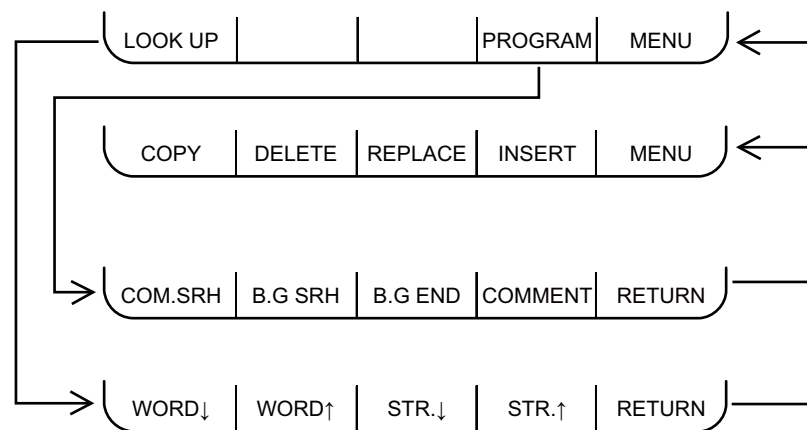 LOOK UP PROGRAM MENU
COPY DELETE REPLACE INSERT MENU
COM.SRH B.G SRH B.G END COMMENT RETURN
WORD↓ WORD↑ STR.↓ STR.↑ RETURN